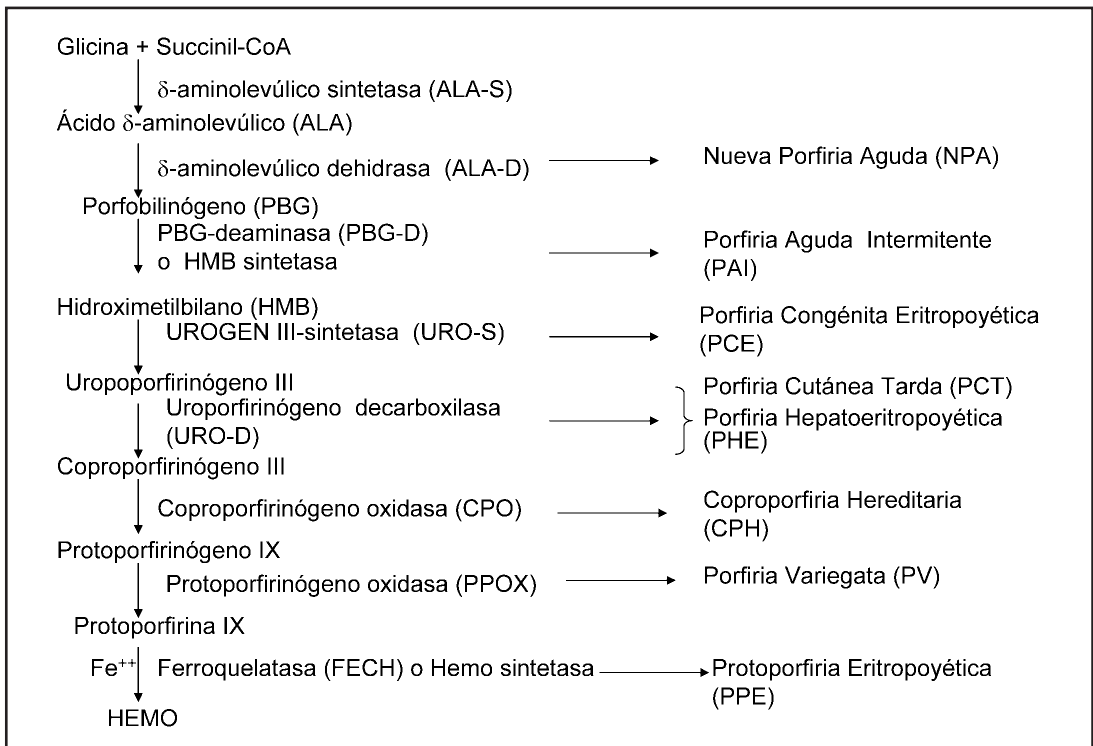 Glicina + Succinil-CoA
δ-aminolevúlico sintetasa (ALA-S)
Ácido δ-aminolevúlico (ALA)
δ-aminolevúlico dehidrasa (ALA-D)
Nueva Porfiria Aguda (NPA)
Porfobilinógeno (PBG)
PBG-deaminasa (PBG-D)
o HMB sintetasa
Porfiria Aguda Intermitente
(PAI)
Hidroximetilbilano (HMB)
UROGEN III-sintetasa (URO-S)
Porfiria Congénita Eritropoyética
(PCE)
Uropoporfirinógeno III
Uroporfirinógeno decarboxilasa
(URO-D)
Porfiria Cutánea Tarda (PCT)
Porfiria Hepatoeritropoyética
(PHE)
Coproporfirinógeno III
Coproporfirinógeno oxidasa (CPO)
Coproporfiria Hereditaria
(CPH)
Protoporfirinógeno IX
Protoporfirinógeno oxidasa (PPOX)
Porfiria Variegata (PV)
Protoporfirina IX
Fe⁺⁺ Ferroquelatasa (FECH) o Hemo sintetasa
Protoporfiria Eritropoyética
(PPE)
HEMO